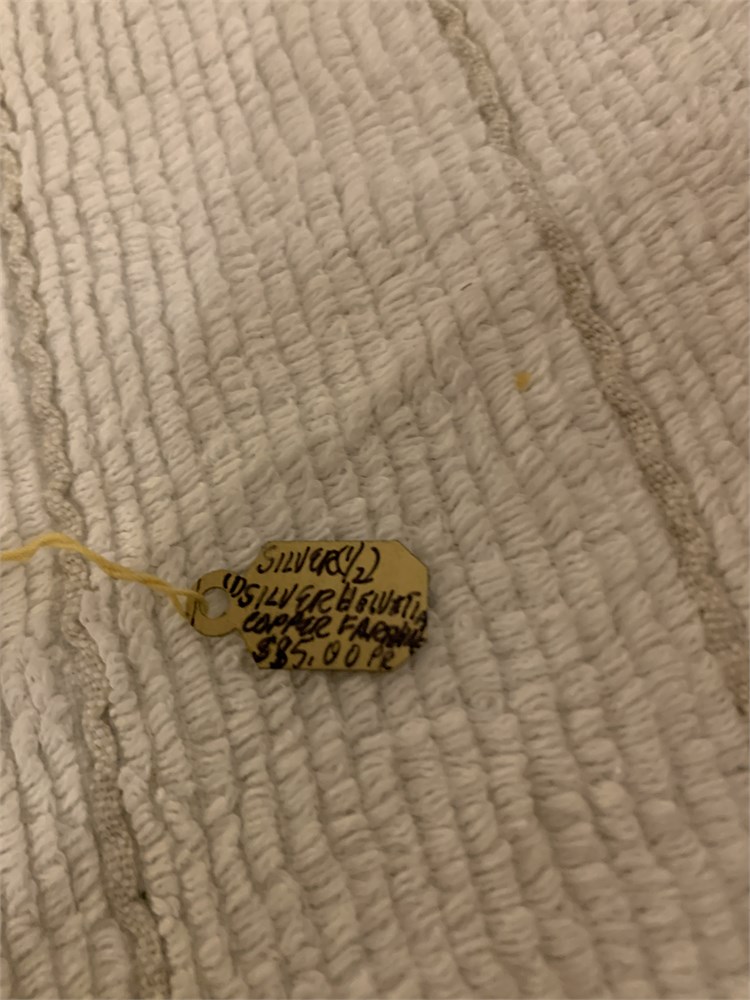 SILVER (1/2)
(1) SILVER HELVETIA
COPPER FARTHING
$85.00 PR